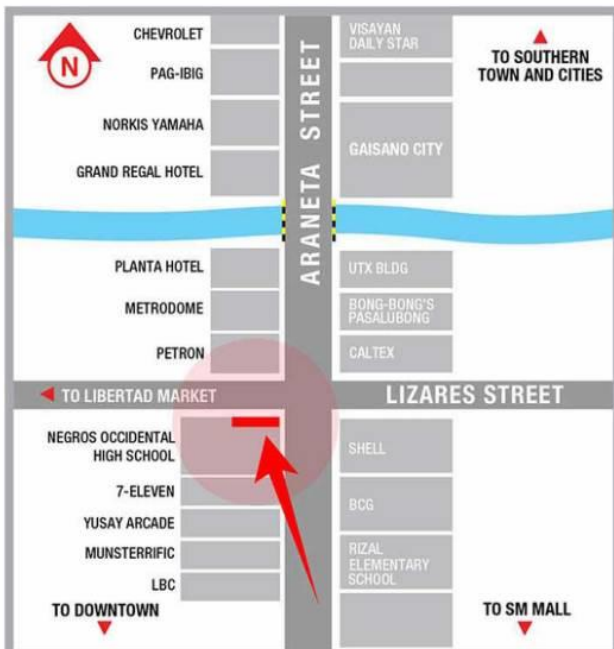 N
CHEVROLET
PAG-IBIG
NORKIS YAMAHA
GRAND REGAL HOTEL
ARANETA STREET
VISAYAN
DAILY STAR
GAISANO CITY
TO SOUTHERN
TOWN AND CITIES
PLANTA HOTEL
METRODOME
PETRON
UTX BLDG
BONG-BONG'S
PASALUBONG
CALTEX
TO LIBERTAD MARKET
LIZARES STREET
NEGROS OCCIDENTAL
HIGH SCHOOL
7-ELEVEN
YUSAY ARCADE
MUNSTERRIFIC
LBC
SHELL
BCG
RIZAL
ELEMENTARY
SCHOOL
TO DOWNTOWN
TO SM MALL